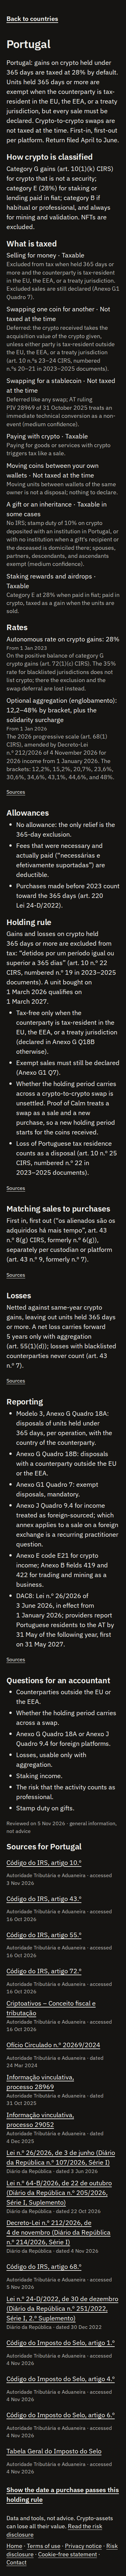 Back to countries
Portugal
Portugal: gains on crypto held under
365 days are taxed at 28% by default.
Units held 365 days or more are
exempt when the counterparty is tax-
resident in the EU, the EEA, or a treaty
jurisdiction, but every sale must be
declared. Crypto-to-crypto swaps are
not taxed at the time. First-in, first-out
per platform. Return filed April to June.
How crypto is classified
Category G gains (art. 10(1)(k) CIRS)
for crypto that is not a security;
category E (28%) for staking or
lending paid in fiat; category B if
habitual or professional, and always
for mining and validation. NFTs are
excluded.
What is taxed
Selling for money · Taxable
Excluded from tax when held 365 days or
more and the counterparty is tax-resident
in the EU, the EEA, or a treaty jurisdiction.
Excluded sales are still declared (Anexo G1
Quadro 7).
Swapping one coin for another · Not
taxed at the time
Deferred: the crypto received takes the
acquisition value of the crypto given,
unless either party is tax-resident outside
the EU, the EEA, or a treaty jurisdiction
(art. 10 n.ºs 23–24 CIRS, numbered
n.ºs 20–21 in 2023–2025 documents).
Swapping for a stablecoin · Not taxed
at the time
Deferred like any swap; AT ruling
PIV 28969 of 31 October 2025 treats an
immediate technical conversion as a non-
event (medium confidence).
Paying with crypto · Taxable
Paying for goods or services with crypto
triggers tax like a sale.
Moving coins between your own
wallets · Not taxed at the time
Moving units between wallets of the same
owner is not a disposal; nothing to declare.
A gift or an inheritance · Taxable in
some cases
No IRS; stamp duty of 10% on crypto
deposited with an institution in Portugal, or
with no institution when a gift's recipient or
the deceased is domiciled there; spouses,
partners, descendants, and ascendants
exempt (medium confidence).
Staking rewards and airdrops ·
Taxable
Category E at 28% when paid in fiat; paid in
crypto, taxed as a gain when the units are
sold.
Rates
Autonomous rate on crypto gains: 28%
From 1 Jan 2023
On the positive balance of category G
crypto gains (art. 72(1)(c) CIRS). The 35%
rate for blacklisted jurisdictions does not
list crypto; there the exclusion and the
swap deferral are lost instead.
Optional aggregation (englobamento):
12,2–48% by bracket, plus the
solidarity surcharge
From 1 Jan 2026
The 2026 progressive scale (art. 68(1)
CIRS), amended by Decreto-Lei
n.º 212/2026 of 4 November 2026 for
2026 income from 1 January 2026. The
brackets: 12,2%, 15,2%, 20,7%, 23,6%,
30,6%, 34,6%, 43,1%, 44,6%, and 48%.
Sources
Allowances
No allowance: the only relief is the
365-day exclusion.
Fees that were necessary and
actually paid (“necessárias e
efetivamente suportadas”) are
deductible.
Purchases made before 2023 count
toward the 365 days (art. 220
Lei 24-D/2022).
Holding rule
Gains and losses on crypto held
365 days or more are excluded from
tax: “detidos por um período igual ou
superior a 365 dias” (art. 10 n.º 22
CIRS, numbered n.º 19 in 2023–2025
documents). A unit bought on
1 March 2026 qualifies on
1 March 2027.
Tax-free only when the
counterparty is tax-resident in the
EU, the EEA, or a treaty jurisdiction
(declared in Anexo G Q18B
otherwise).
Exempt sales must still be declared
(Anexo G1 Q7).
Whether the holding period carries
across a crypto-to-crypto swap is
unsettled. Proof of Calm treats a
swap as a sale and a new
purchase, so a new holding period
starts for the coins received.
Loss of Portuguese tax residence
counts as a disposal (art. 10 n.º 25
CIRS, numbered n.º 22 in
2023–2025 documents).
Sources
Matching sales to purchases
First in, first out (“os alienados são os
adquiridos há mais tempo”, art. 43
n.º 8(g) CIRS, formerly n.º 6(g)),
separately per custodian or platform
(art. 43 n.º 9, formerly n.º 7).
Sources
Losses
Netted against same-year crypto
gains, leaving out units held 365 days
or more. A net loss carries forward
5 years only with aggregation
(art. 55(1)(d)); losses with blacklisted
counterparties never count (art. 43
n.º 7).
Sources
Reporting
Modelo 3, Anexo G Quadro 18A:
disposals of units held under
365 days, per operation, with the
country of the counterparty.
Anexo G Quadro 18B: disposals
with a counterparty outside the EU
or the EEA.
Anexo G1 Quadro 7: exempt
disposals, mandatory.
Anexo J Quadro 9.4 for income
treated as foreign-sourced; which
annex applies to a sale on a foreign
exchange is a recurring practitioner
question.
Anexo E code E21 for crypto
income; Anexo B fields 419 and
422 for trading and mining as a
business.
DAC8: Lei n.º 26/2026 of
3 June 2026, in effect from
1 January 2026; providers report
Portuguese residents to the AT by
31 May of the following year, first
on 31 May 2027.
Sources
Questions for an accountant
Counterparties outside the EU or
the EEA.
Whether the holding period carries
across a swap.
Anexo G Quadro 18A or Anexo J
Quadro 9.4 for foreign platforms.
Losses, usable only with
aggregation.
Staking income.
The risk that the activity counts as
professional.
Stamp duty on gifts.
Reviewed on 5 Nov 2026 · general information,
not advice
Sources for Portugal
Código do IRS, artigo 10.º
Autoridade Tributária e Aduaneira · accessed
3 Nov 2026
Código do IRS, artigo 43.º
Autoridade Tributária e Aduaneira · accessed
16 Oct 2026
Código do IRS, artigo 55.º
Autoridade Tributária e Aduaneira · accessed
16 Oct 2026
Código do IRS, artigo 72.º
Autoridade Tributária e Aduaneira · accessed
16 Oct 2026
Criptoativos – Conceito fiscal e
tributação
Autoridade Tributária e Aduaneira · accessed
16 Oct 2026
Ofício Circulado n.º 20269/2024
Autoridade Tributária e Aduaneira · dated
24 Mar 2024
Informação vinculativa,
processo 28969
Autoridade Tributária e Aduaneira · dated
31 Oct 2025
Informação vinculativa,
processo 29052
Autoridade Tributária e Aduaneira · dated
4 Dec 2025
Lei n.º 26/2026, de 3 de junho (Diário
da República n.º 107/2026, Série I)
Diário da República · dated 3 Jun 2026
Lei n.º 64-B/2026, de 22 de outubro
(Diário da República n.º 205/2026,
Série I, Suplemento)
Diário da República · dated 22 Oct 2026
Decreto-Lei n.º 212/2026, de
4 de novembro (Diário da República
n.º 214/2026, Série I)
Diário da República · dated 4 Nov 2026
Código do IRS, artigo 68.º
Autoridade Tributária e Aduaneira · accessed
5 Nov 2026
Lei n.º 24-D/2022, de 30 de dezembro
(Diário da República n.º 251/2022,
Série I, 2.º Suplemento)
Diário da República · dated 30 Dec 2022
Código do Imposto do Selo, artigo 1.º
Autoridade Tributária e Aduaneira · accessed
4 Nov 2026
Código do Imposto do Selo, artigo 4.º
Autoridade Tributária e Aduaneira · accessed
4 Nov 2026
Código do Imposto do Selo, artigo 6.º
Autoridade Tributária e Aduaneira · accessed
4 Nov 2026
Tabela Geral do Imposto do Selo
Autoridade Tributária e Aduaneira · accessed
4 Nov 2026
Show the date a purchase passes this
holding rule
Data and tools, not advice. Crypto-assets
can lose all their value. Read the risk
disclosure
Home · Terms of use · Privacy notice · Risk
disclosure · Cookie-free statement ·
Contact